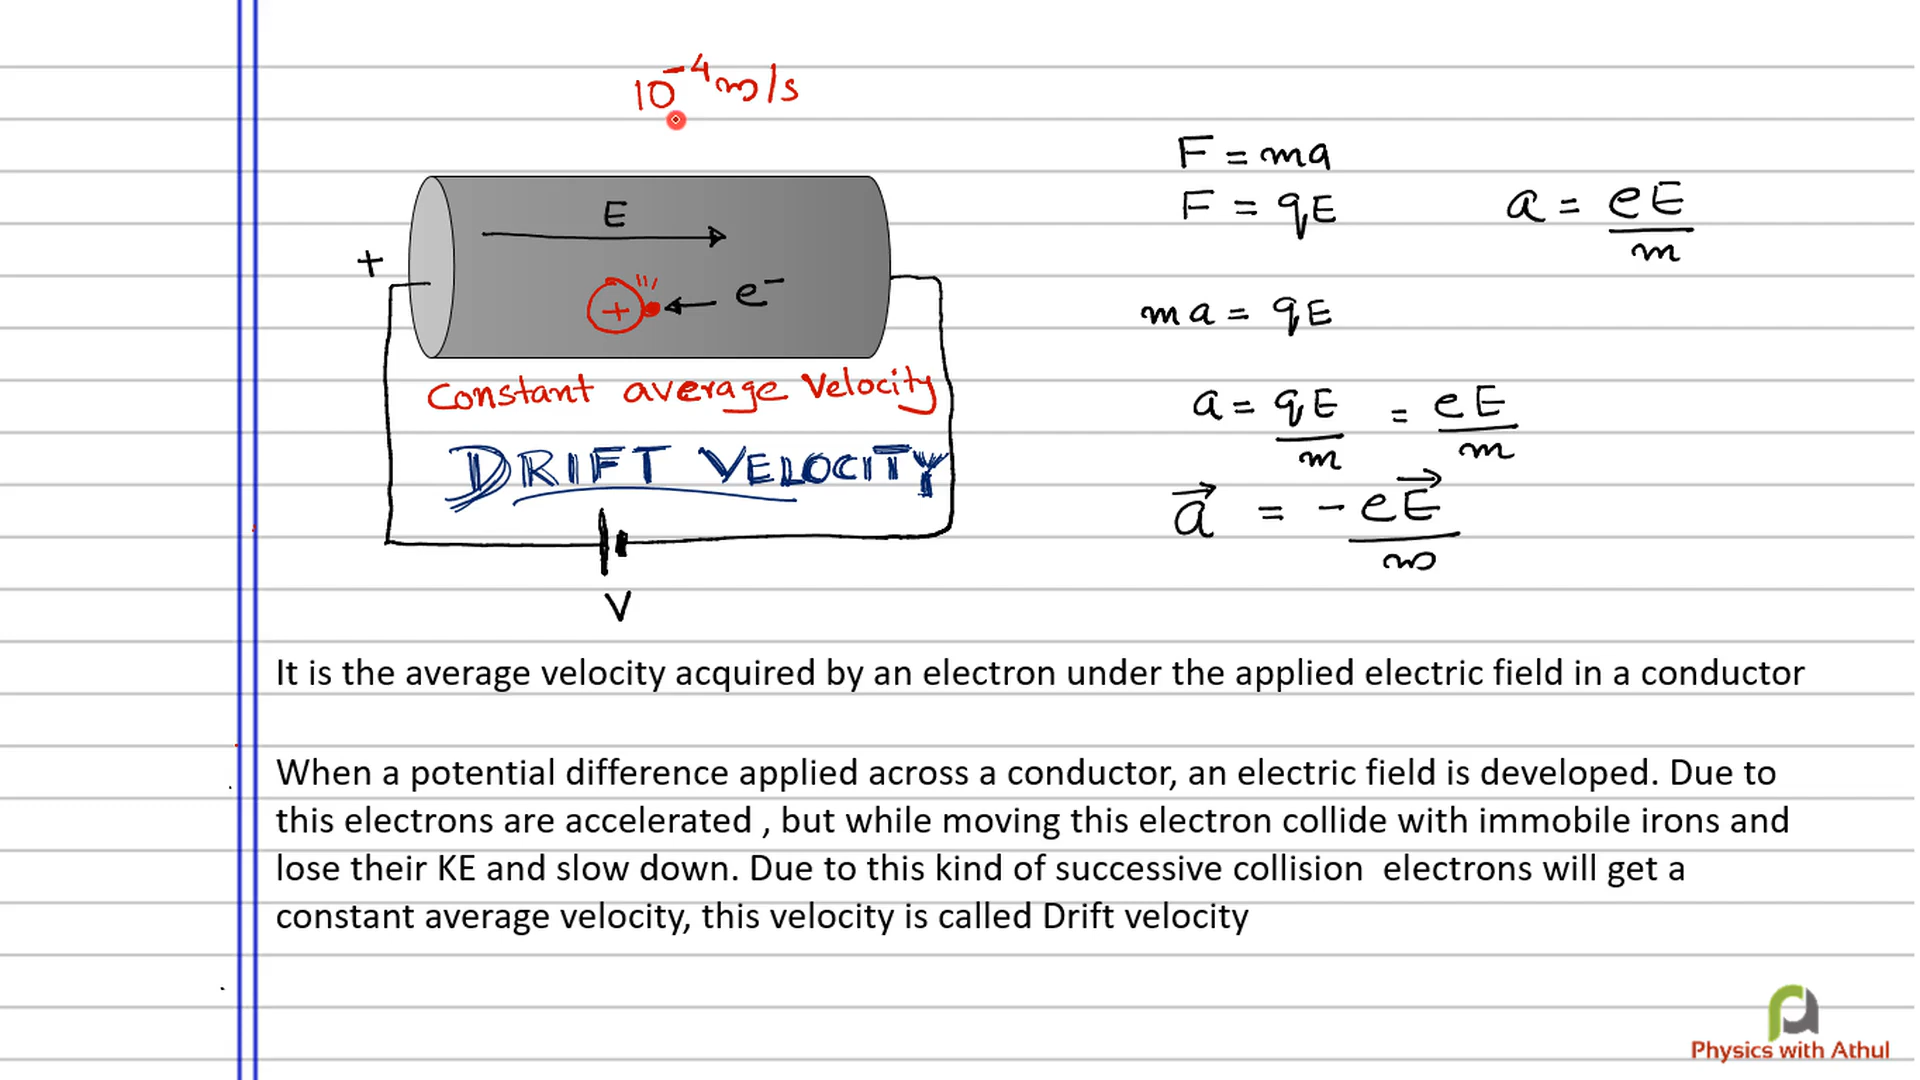 10⁻⁴ m/s
F = ma
F = qE
a = eE/m
E
+
+
e⁻
ma = qE
Constant average Velocity
a = qE/m = eE/m
DRIFT VELOCITY
a⃗ = -eE⃗/m
V
It is the average velocity acquired by an electron under the applied electric field in a conductor
When a potential difference applied across a conductor, an electric field is developed. Due to
this electrons are accelerated , but while moving this electron collide with immobile irons and
lose their KE and slow down. Due to this kind of successive collision  electrons will get a
constant average velocity, this velocity is called Drift velocity
Physics with Athul